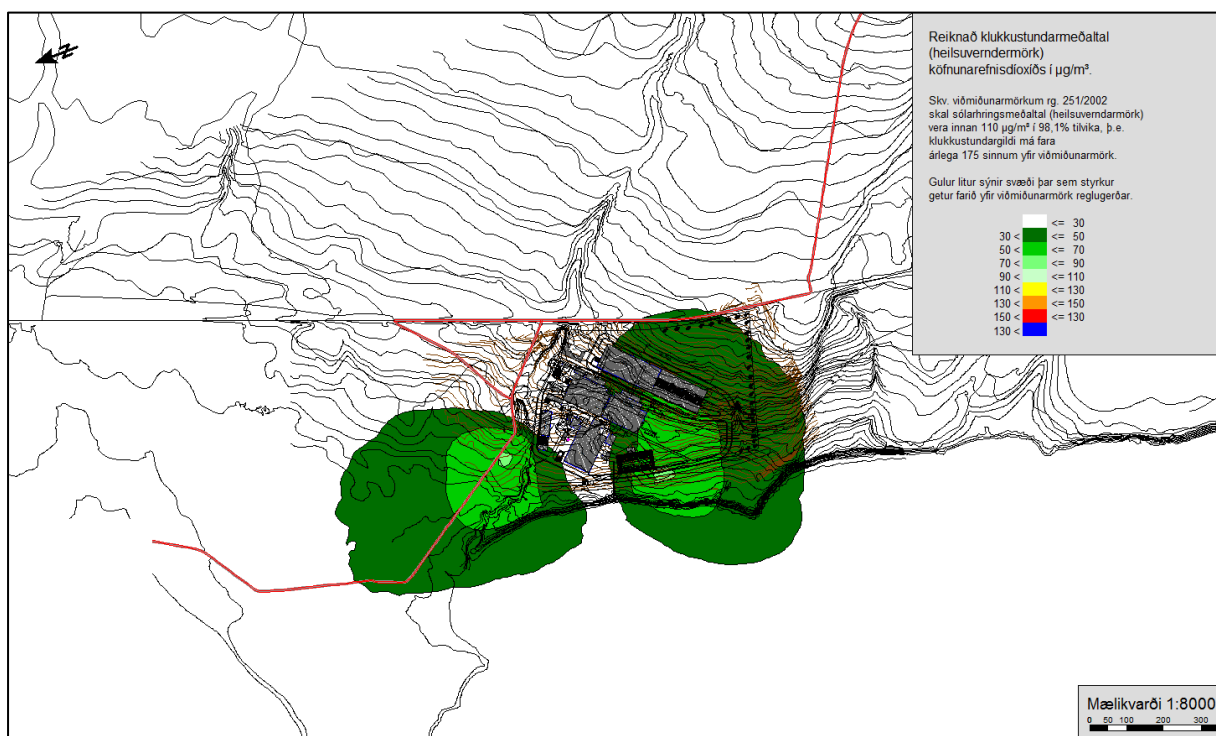 N
Reiknað klukkustundarmeðaltal
(heilsuverndermörk)
köfnunarefnisdíoxíðs í µg/m³.
Skv. viðmiðunarmörkum rg. 251/2002
skal sólarhringsmeðaltal (heilsuverndarmörk)
vera innan 110 µg/m³ í 98,1% tilvika, þ.e.
klukkustundargildi má fara
árlega 175 sinnum yfir viðmiðunarmörk.
Gulur litur sýnir svæði þar sem styrkur
getur farið yfir viðmiðunarmörk reglugerðar.
<= 30
30 < <= 50
50 < <= 70
70 < <= 90
90 < <= 110
110 < <= 130
130 < <= 150
150 < <= 130
130 <
Mælikvarði 1:8000
0 50 100 200 300